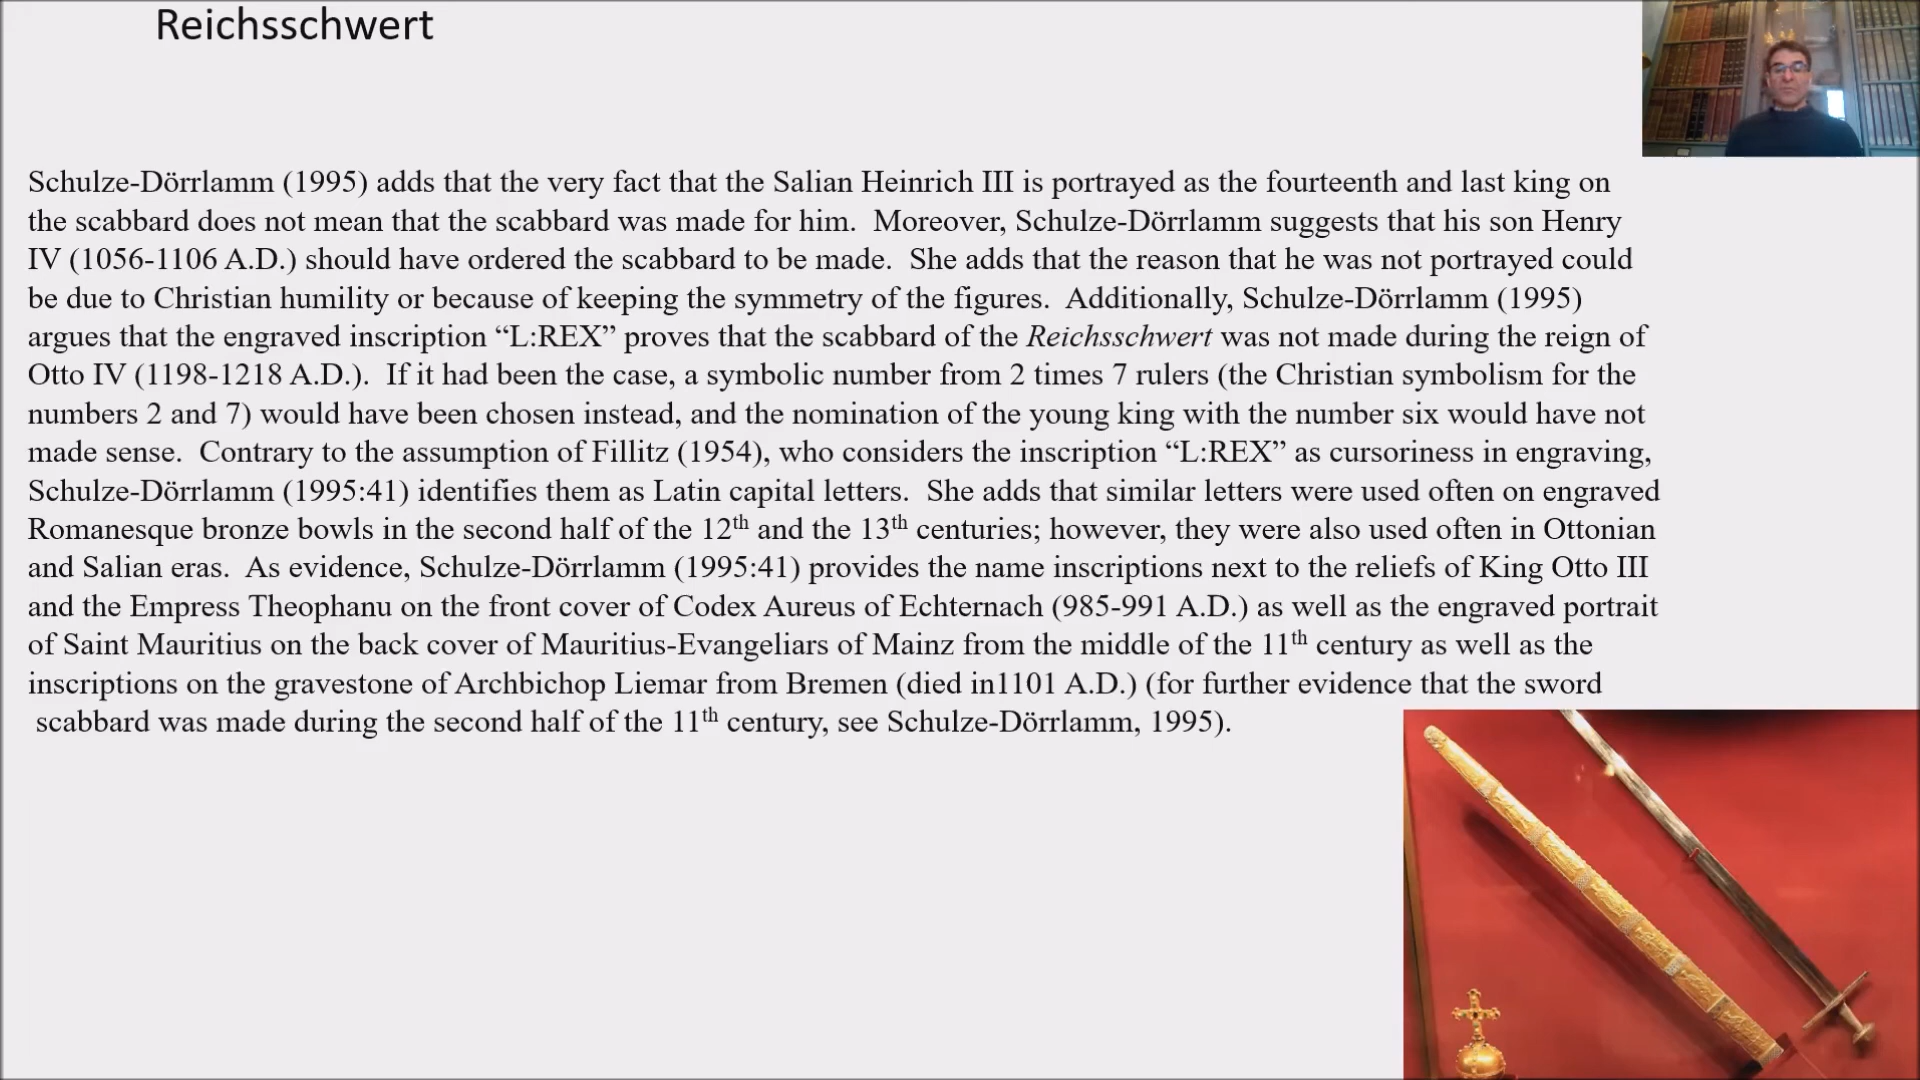 Reichsschwert
Schulze-Dörrlamm (1995) adds that the very fact that the Salian Heinrich III is portrayed as the fourteenth and last king on
the scabbard does not mean that the scabbard was made for him.  Moreover, Schulze-Dörrlamm suggests that his son Henry
IV (1056-1106 A.D.) should have ordered the scabbard to be made.  She adds that the reason that he was not portrayed could
be due to Christian humility or because of keeping the symmetry of the figures.  Additionally, Schulze-Dörrlamm (1995)
argues that the engraved inscription “L:REX” proves that the scabbard of the Reichsschwert was not made during the reign of
Otto IV (1198-1218 A.D.).  If it had been the case, a symbolic number from 2 times 7 rulers (the Christian symbolism for the
numbers 2 and 7) would have been chosen instead, and the nomination of the young king with the number six would have not
made sense.  Contrary to the assumption of Fillitz (1954), who considers the inscription “L:REX” as cursoriness in engraving,
Schulze-Dörrlamm (1995:41) identifies them as Latin capital letters.  She adds that similar letters were used often on engraved
Romanesque bronze bowls in the second half of the 12th and the 13th centuries; however, they were also used often in Ottonian
and Salian eras.  As evidence, Schulze-Dörrlamm (1995:41) provides the name inscriptions next to the reliefs of King Otto III
and the Empress Theophanu on the front cover of Codex Aureus of Echternach (985-991 A.D.) as well as the engraved portrait
of Saint Mauritius on the back cover of Mauritius-Evangeliars of Mainz from the middle of the 11th century as well as the
inscriptions on the gravestone of Archbichop Liemar from Bremen (died in1101 A.D.) (for further evidence that the sword
scabbard was made during the second half of the 11th century, see Schulze-Dörrlamm, 1995).